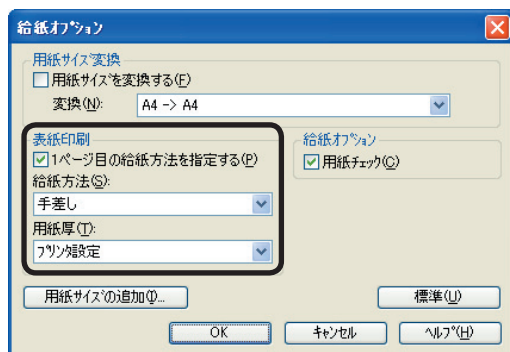 給紙オプション
用紙サイズ変換
用紙サイズを変換する(F)
変換(N): A4 -> A4
表紙印刷
1ページ目の給紙方法を指定する(P)
給紙方法(S):
手差し
用紙厚(T):
プリンタ設定
給紙オプション
用紙チェック(C)
用紙サイズの追加(I)...
標準(U)
OK キャンセル ヘルプ(H)